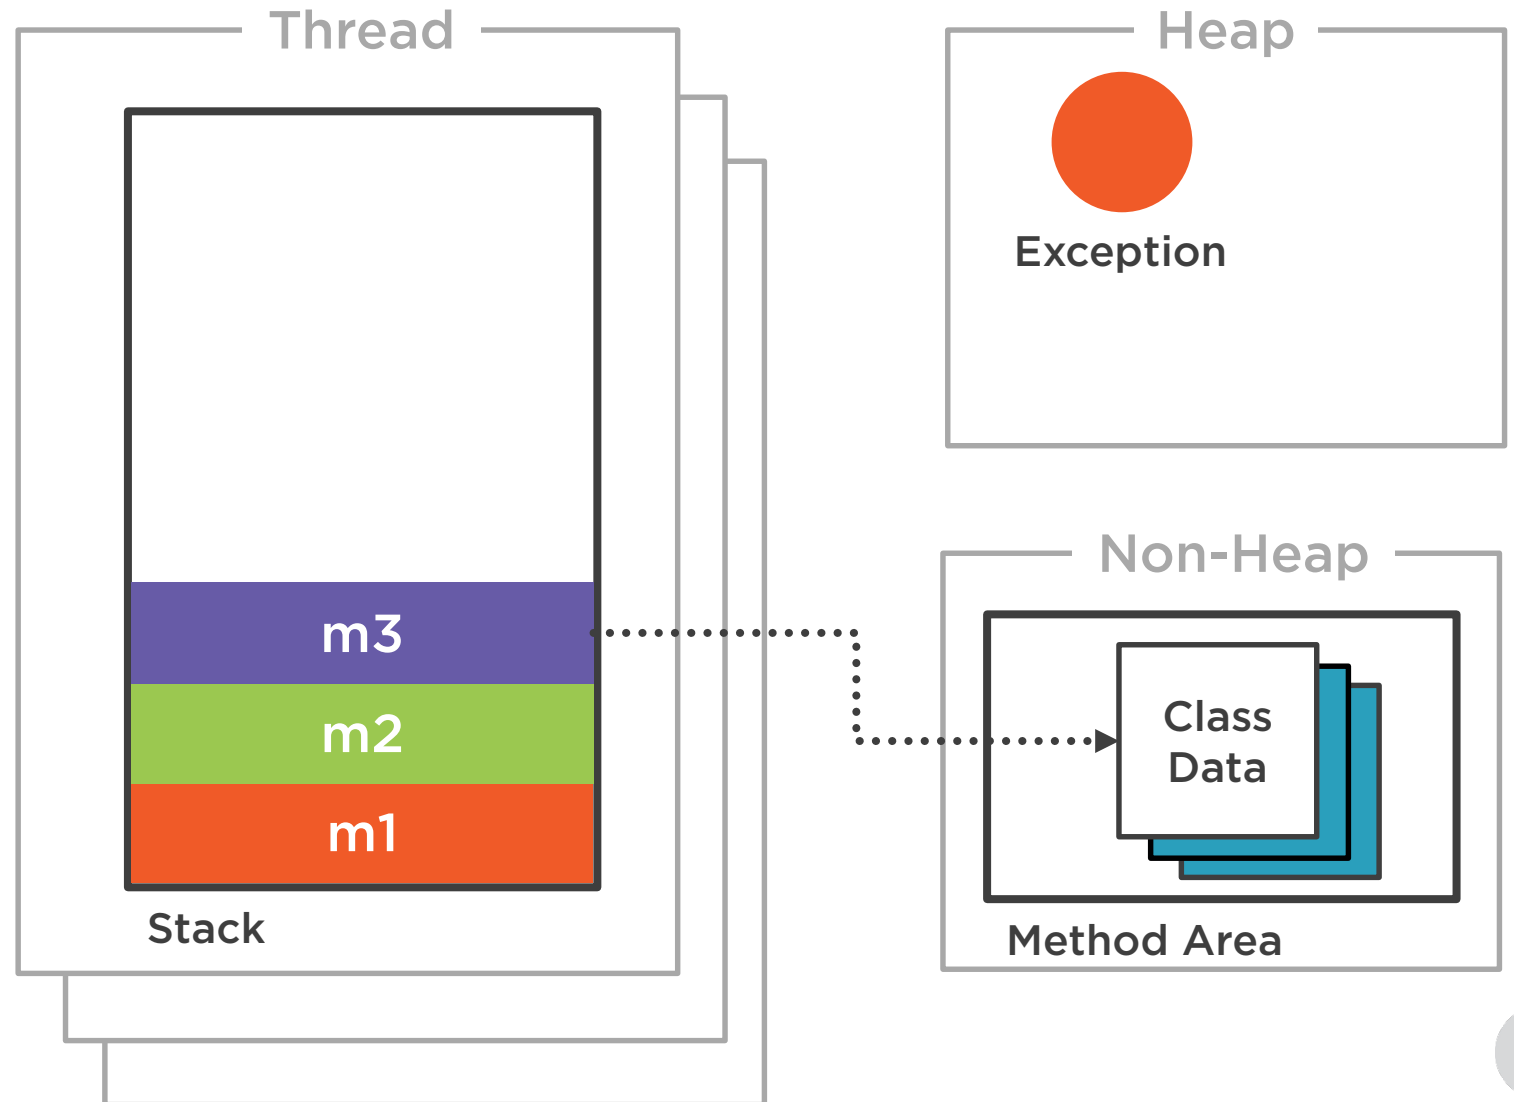 Thread
m3
m2
m1
Stack
Heap
Exception
Non-Heap
Class
Data
Method Area